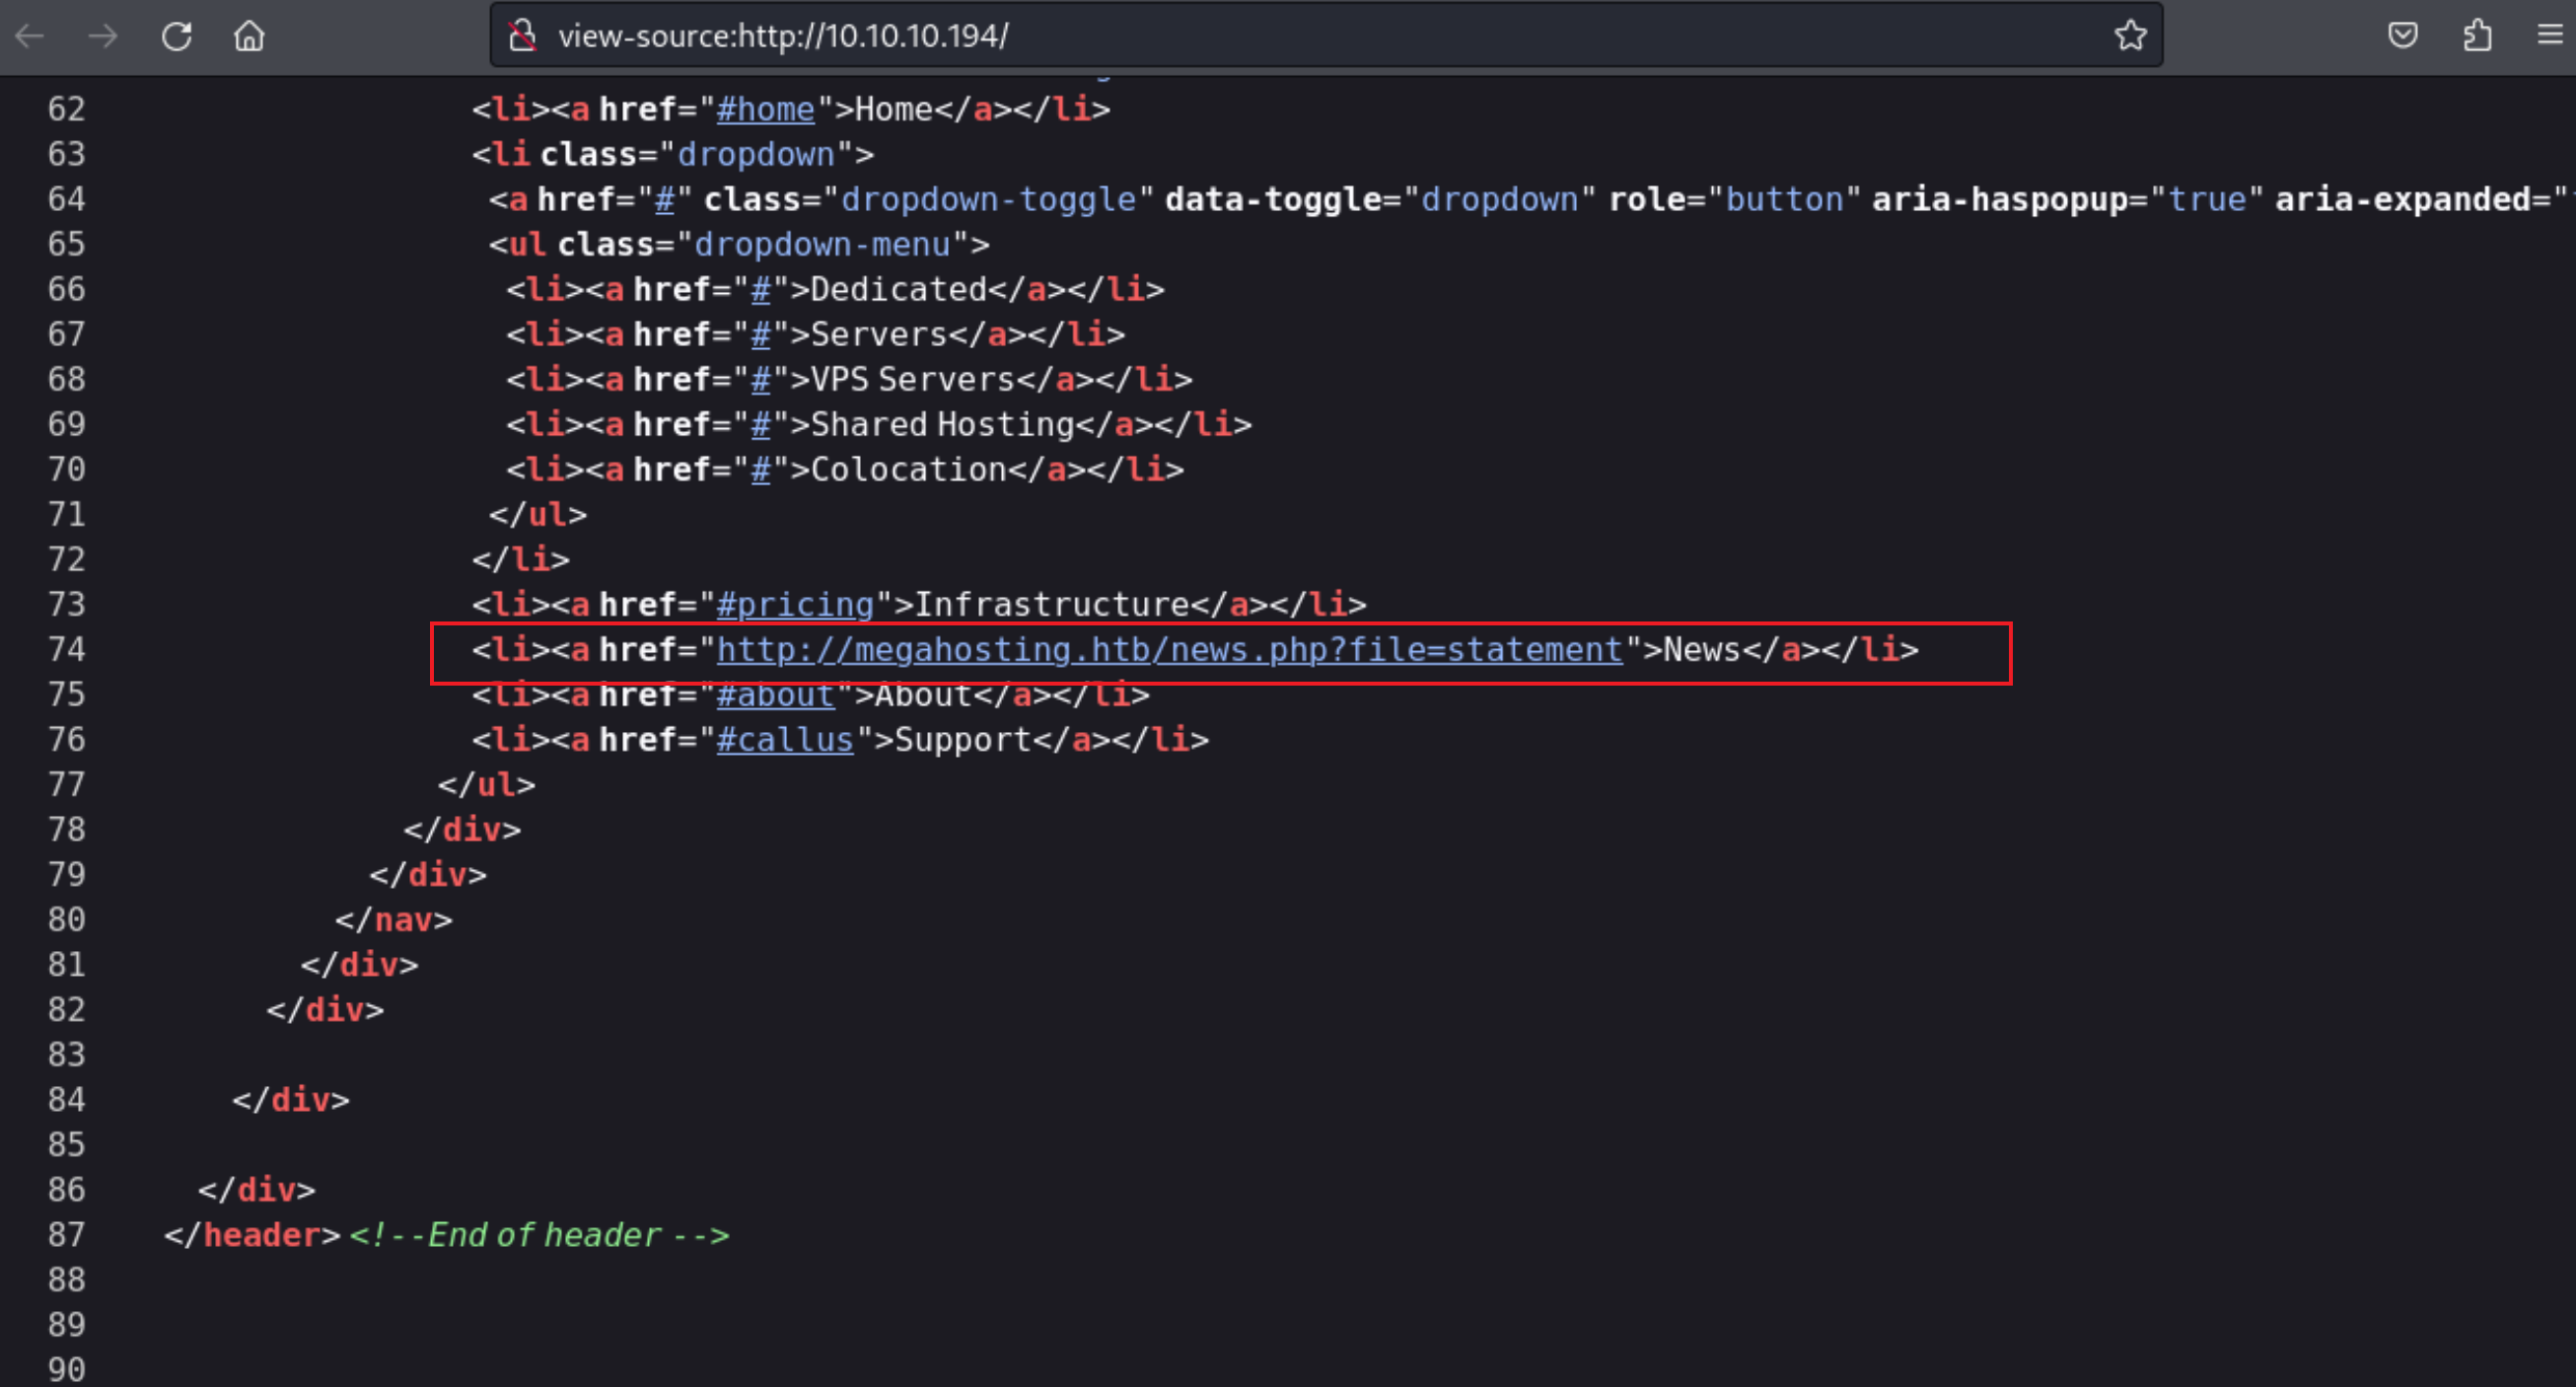 view-source:http://10.10.10.194/
62 <li><a href="#home">Home</a></li>
63 <li class="dropdown">
64 <a href="#" class="dropdown-toggle" data-toggle="dropdown" role="button" aria-haspopup="true" aria-expanded="
65 <ul class="dropdown-menu">
66 <li><a href="#">Dedicated</a></li>
67 <li><a href="#">Servers</a></li>
68 <li><a href="#">VPS Servers</a></li>
69 <li><a href="#">Shared Hosting</a></li>
70 <li><a href="#">Colocation</a></li>
71 </ul>
72 </li>
73 <li><a href="#pricing">Infrastructure</a></li>
74 <li><a href="http://megahosting.htb/news.php?file=statement">News</a></li>
75 <li><a href="#about">About</a></li>
76 <li><a href="#callus">Support</a></li>
77 </ul>
78 </div>
79 </div>
80 </nav>
81 </div>
82 </div>
83
84 </div>
85
86 </div>
87 </header> <!--End of header -->
88
89
90